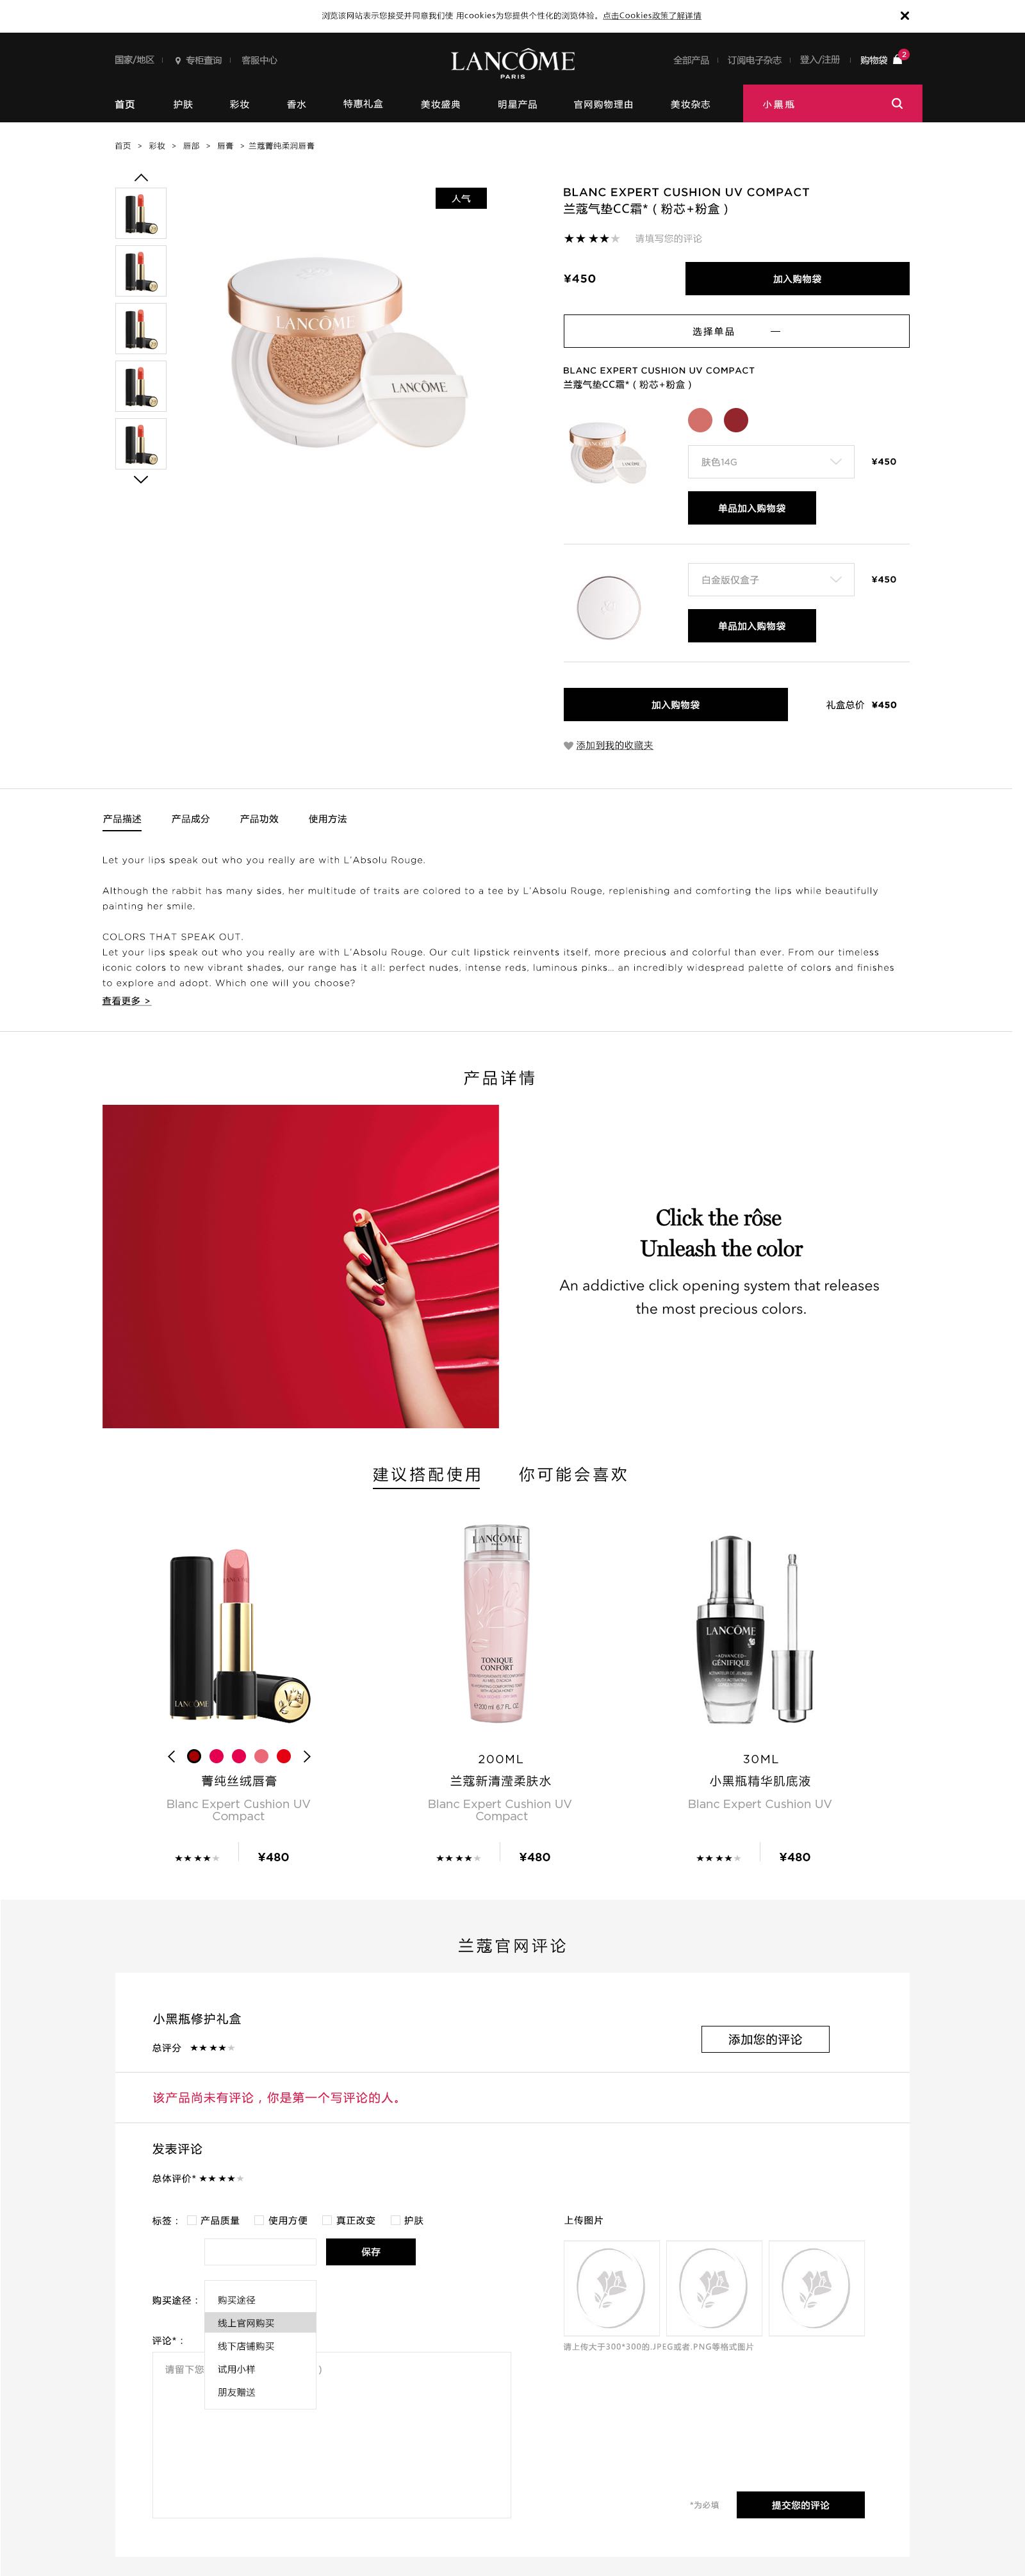 浏览该网站表示您接受并同意我们使 用cookies为您提供个性化的浏览体验。点击Cookies政策了解详情
国家/地区 专柜查询 客服中心
LANCÔME
PARIS
全部产品 订阅电子杂志 登入/注册 购物袋 2
首页 护肤 彩妆 香水 特惠礼盒 美妆盛典 明星产品 官网购物理由 美妆杂志 小黑瓶
首页 > 彩妆 > 唇部 > 唇膏 > 兰蔻菁纯柔润唇膏
人气
LANCÔME
LANCÔME
BLANC EXPERT CUSHION UV COMPACT
兰蔻气垫CC霜* ( 粉芯+粉盒 )
请填写您的评论
¥450 加入购物袋
选择单品 —
BLANC EXPERT CUSHION UV COMPACT
兰蔻气垫CC霜* ( 粉芯+粉盒 )
肤色14G ¥450
单品加入购物袋
白金版仅盒子 ¥450
单品加入购物袋
加入购物袋 礼盒总价 ¥450
添加到我的收藏夹
产品描述 产品成分 产品功效 使用方法
Let your lips speak out who you really are with L'Absolu Rouge.
Although the rabbit has many sides, her multitude of traits are colored to a tee by L'Absolu Rouge, replenishing and comforting the lips while beautifully
painting her smile.
COLORS THAT SPEAK OUT.
Let your lips speak out who you really are with L'Absolu Rouge. Our cult lipstick reinvents itself, more precious and colorful than ever. From our timeless
iconic colors to new vibrant shades, our range has it all: perfect nudes, intense reds, luminous pinks... an incredibly widespread palette of colors and finishes
to explore and adopt. Which one will you choose?
查看更多 >
产品详情
Click the rôse
Unleash the color
An addictive click opening system that releases
the most precious colors.
建议搭配使用 你可能会喜欢
LANCÔME
LANCÔME
TONIQUE
CONFORT
200 ml 6.7 FL. OZ
LANCÔME
ADVANCED
GÉNIFIQUE
菁纯丝绒唇膏
Blanc Expert Cushion UV
Compact
¥480
200ML
兰蔻新清滢柔肤水
Blanc Expert Cushion UV
Compact
¥480
30ML
小黑瓶精华肌底液
Blanc Expert Cushion UV
¥480
兰蔻官网评论
小黑瓶修护礼盒
总评分
添加您的评论
该产品尚未有评论，你是第一个写评论的人。
发表评论
总体评价*
标签： 产品质量 使用方便 真正改变 护肤
保存
购买途径： 购买途径
线上官网购买
线下店铺购买
试用小样
朋友赠送
评论*：
请留下您 )
上传图片
请上传大于300*300的.JPEG或者.PNG等格式图片
*为必填 提交您的评论